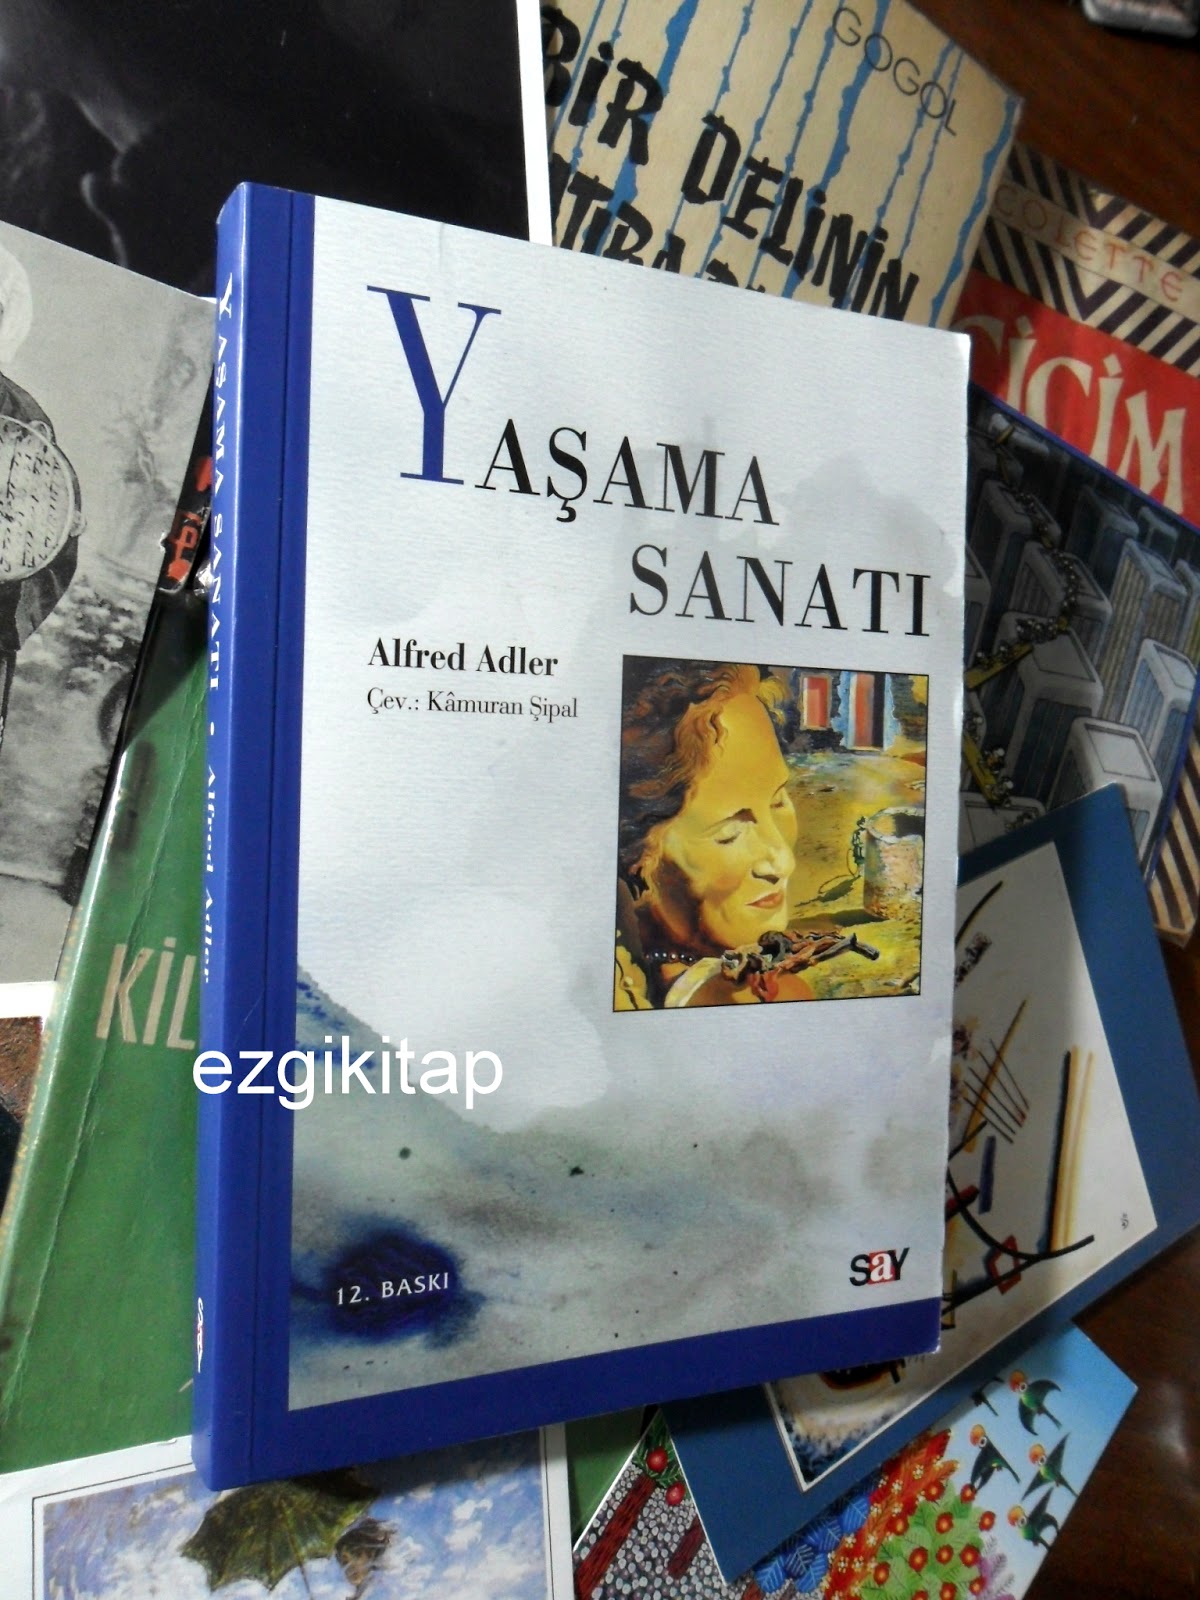 GOGOL
BİR DELİNİN
COLETTE
CİCİM
YAŞAMA
SANATI
Alfred Adler
Çev.: Kâmuran Şipal
YAŞAMA SANATI • Alfred Adler
KİL
ezgikitap
12. BASKI
SAY